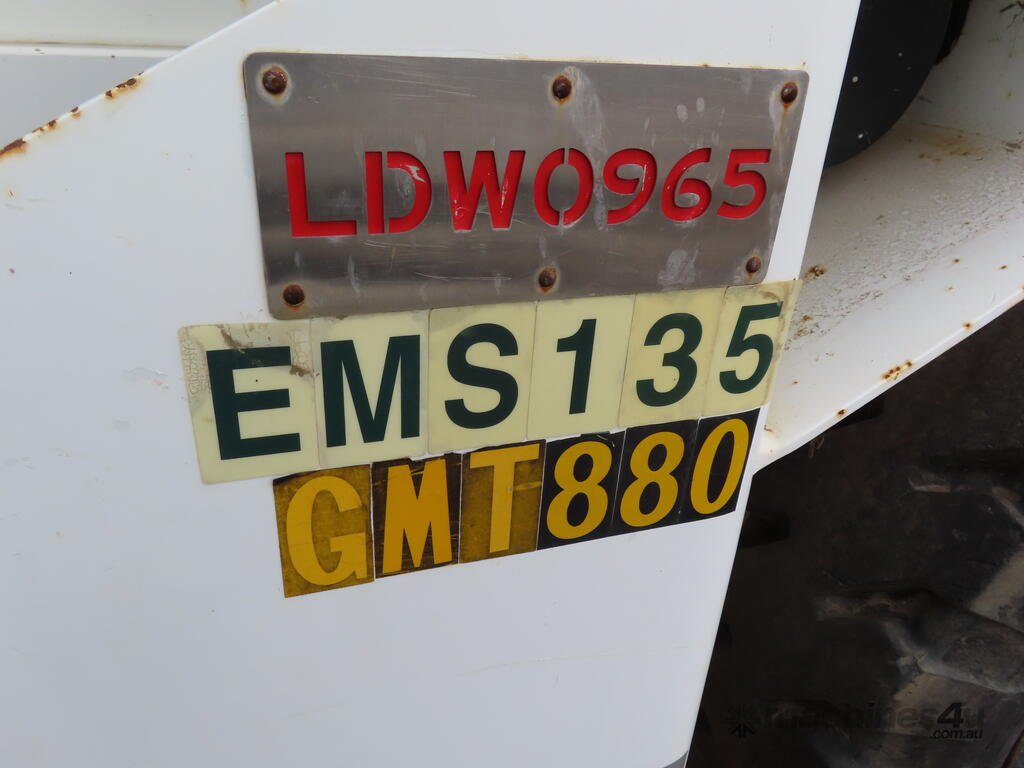 LDW0965
EMS135
GMT880
machines4u
.com.au